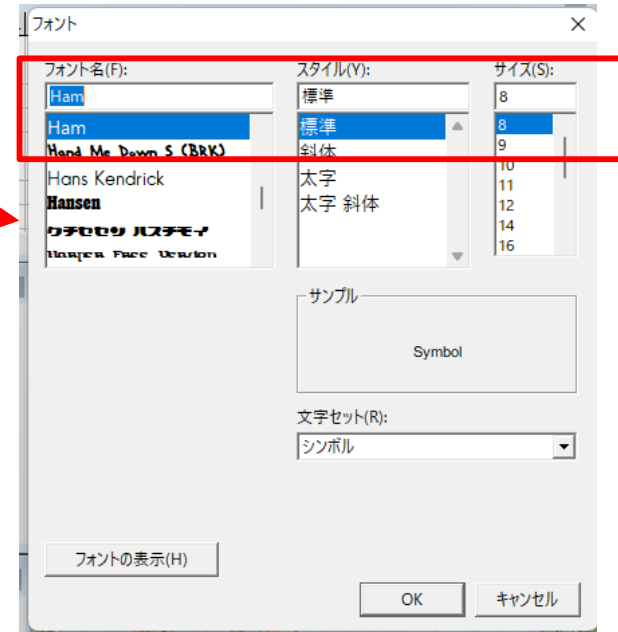 フォント
フォント名(F):
スタイル(Y):
サイズ(S):
Ham
標準
8
Ham
Hand Me Down S (BRK)
Hans Kendrick
Hansen
標準
斜体
太字
太字 斜体
8
9
10
11
12
14
16
サンプル
Symbol
文字セット(R):
シンボル
フォントの表示(H)
OK
キャンセル